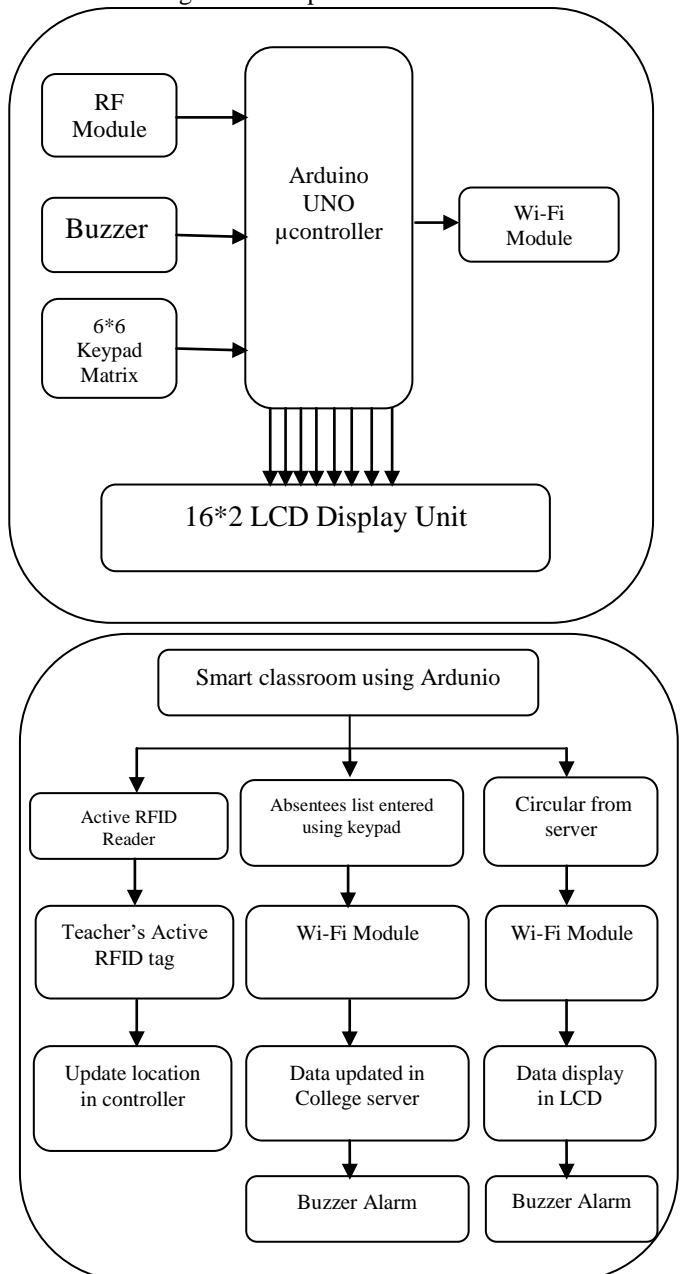 RF
Module
Buzzer
6*6
Keypad
Matrix
Arduino
UNO
µcontroller
Wi-Fi
Module
16*2 LCD Display Unit
Smart classroom using Ardunio
Active RFID
Reader
Absentees list entered
using keypad
Circular from
server
Teacher’s Active
RFID tag
Wi-Fi Module
Wi-Fi Module
Update location
in controller
Data updated in
College server
Data display
in LCD
Buzzer Alarm
Buzzer Alarm